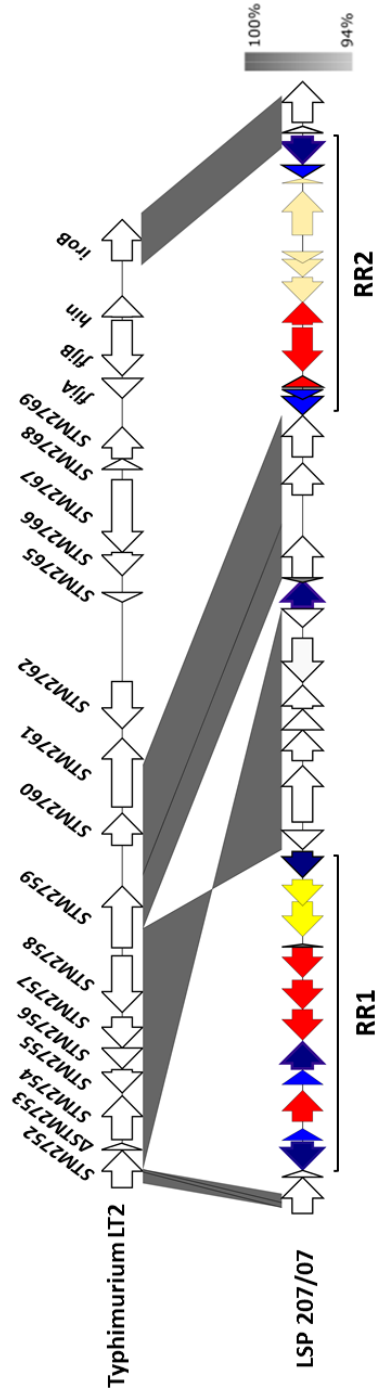 Typhimurium LT2
STM2752
ΔSTM2753
STM2754
STM2755
STM2756
STM2757
STM2758
STM2759
STM2760
STM2761
STM2762
STM2765
STM2766
STM2767
STM2768
STM2769
fljA
fljB
hin
iroB
100%
94%
LSP 207/07
RR1
RR2